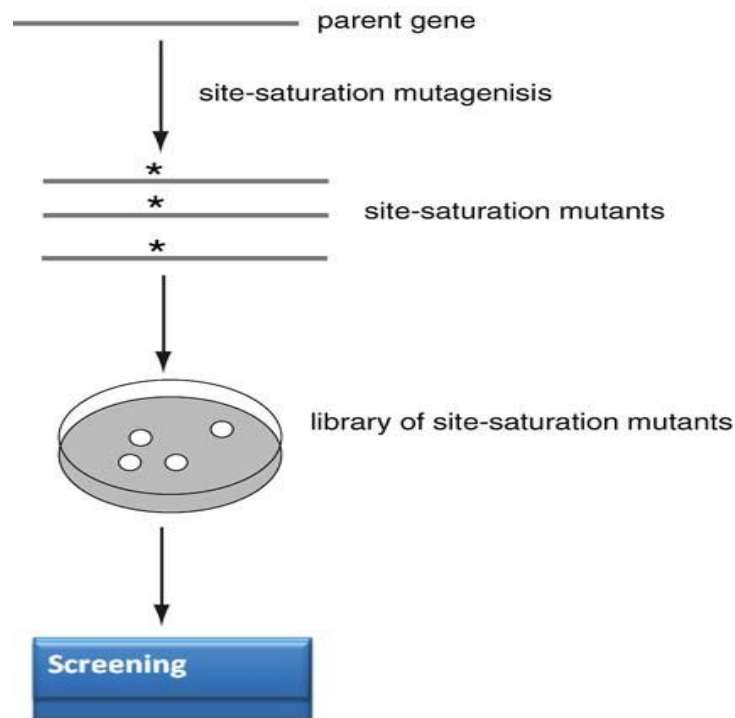 parent gene
site-saturation mutagenisis
*
*
site-saturation mutants
*
library of site-saturation mutants
Screening